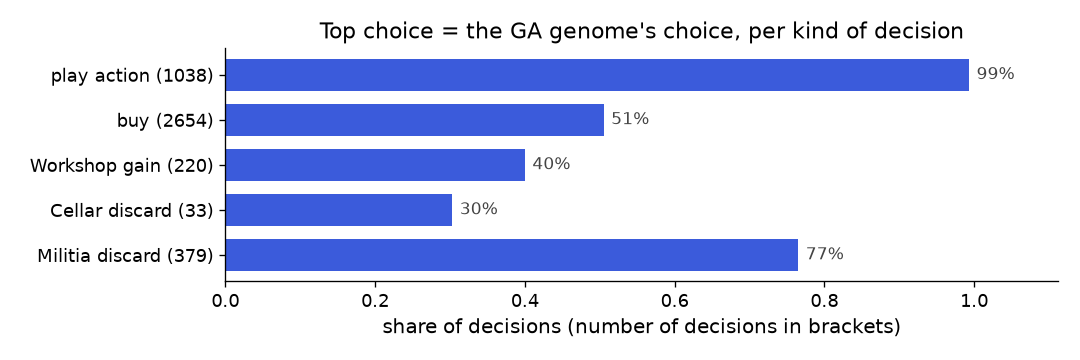 Top choice = the GA genome's choice, per kind of decision
play action (1038)
99%
buy (2654)
51%
Workshop gain (220)
40%
Cellar discard (33)
30%
Militia discard (379)
77%
0.0 0.2 0.4 0.6 0.8 1.0
share of decisions (number of decisions in brackets)